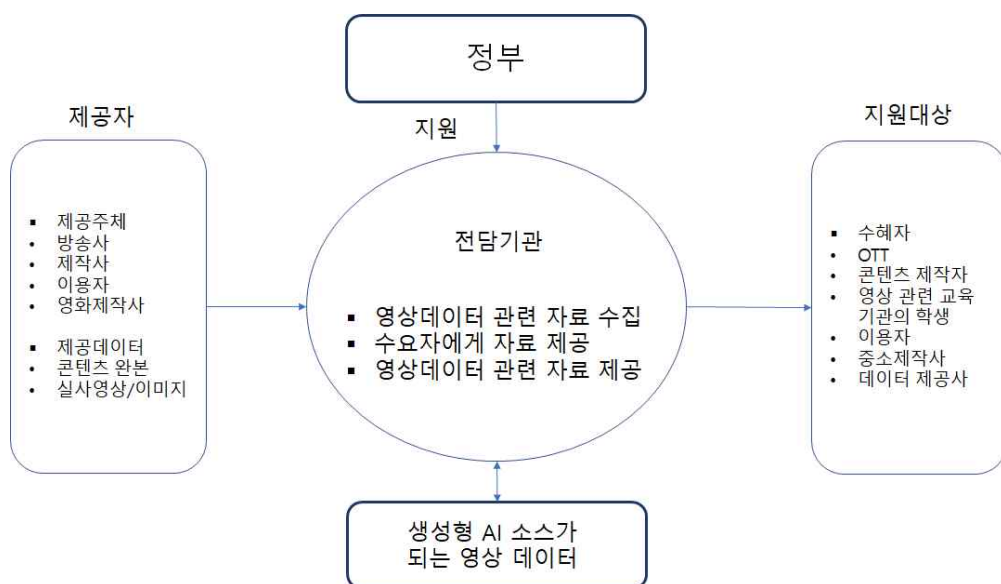 정부
지원
제공자
▪ 제공주체
• 방송사
• 제작사
• 이용자
• 영화제작사
▪ 제공데이터
• 콘텐츠 완본
• 실사영상/이미지
전담기관
▪ 영상데이터 관련 자료 수집
▪ 수요자에게 자료 제공
▪ 영상데이터 관련 자료 제공
지원대상
▪ 수혜자
• OTT
• 콘텐츠 제작자
• 영상 관련 교육
기관의 학생
• 이용자
• 중소제작사
• 데이터 제공사
생성형 AI 소스가
되는 영상 데이터